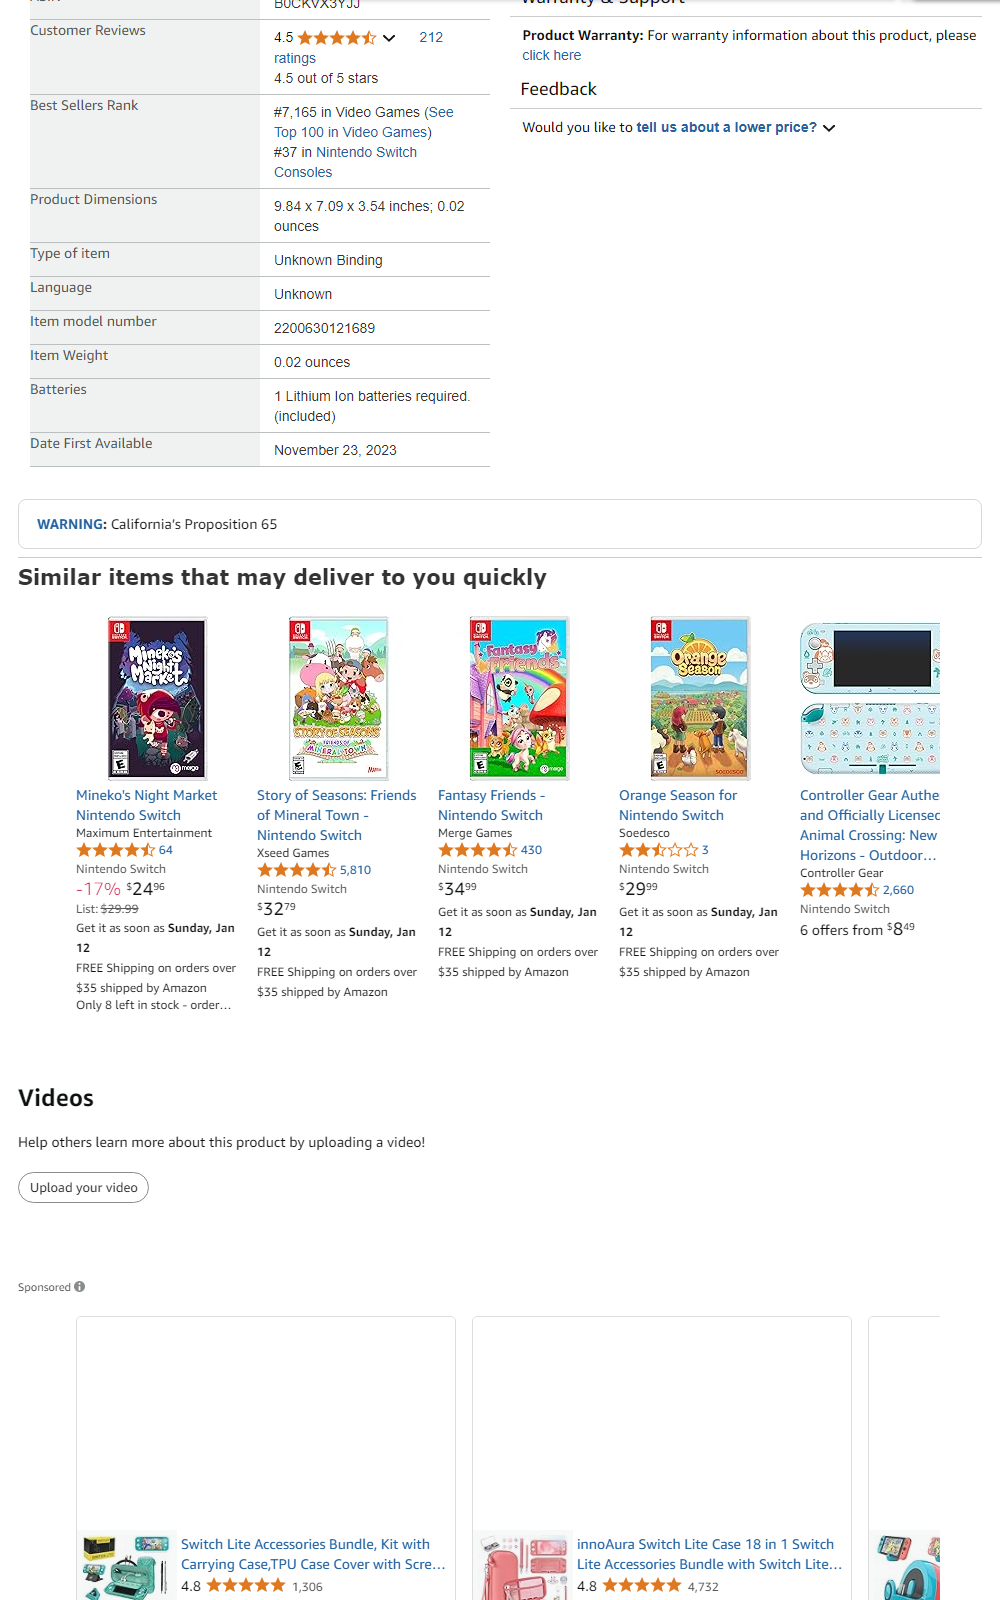 B0CKVX3YJJ
Customer Reviews
4.5
212
ratings
4.5 out of 5 stars
Best Sellers Rank
#7,165 in Video Games (See
Top 100 in Video Games)
#37 in Nintendo Switch
Consoles
Product Dimensions
9.84 x 7.09 x 3.54 inches; 0.02
ounces
Type of item
Unknown Binding
Language
Unknown
Item model number
2200630121689
Item Weight
0.02 ounces
Batteries
1 Lithium Ion batteries required.
(included)
Date First Available
November 23, 2023
Warranty & Support
Product Warranty: For warranty information about this product, please
click here
Feedback
Would you like to tell us about a lower price?
WARNING: California's Proposition 65
Similar items that may deliver to you quickly
Mineko's
Night
Market
Mineko's Night Market
Nintendo Switch
Maximum Entertainment
64
Nintendo Switch
-17% $24.96
List: $29.99
Get it as soon as Sunday, Jan
12
FREE Shipping on orders over
$35 shipped by Amazon
Only 8 left in stock - order…
STORY OF SEASONS
FRIENDS OF
MINERAL TOWN
Story of Seasons: Friends
of Mineral Town -
Nintendo Switch
Xseed Games
5,810
Nintendo Switch
$32.79
Get it as soon as Sunday, Jan
12
FREE Shipping on orders over
$35 shipped by Amazon
Fantasy
Friends
Fantasy Friends -
Nintendo Switch
Merge Games
430
Nintendo Switch
$34.99
Get it as soon as Sunday, Jan
12
FREE Shipping on orders over
$35 shipped by Amazon
Orange
Season
SOEDESCO
Orange Season for
Nintendo Switch
Soedesco
3
Nintendo Switch
$29.99
Get it as soon as Sunday, Jan
12
FREE Shipping on orders over
$35 shipped by Amazon
Controller Gear Authe
and Officially Licensed
Animal Crossing: New
Horizons - Outdoor…
Controller Gear
2,660
Nintendo Switch
6 offers from $8.49
Videos
Help others learn more about this product by uploading a video!
Upload your video
Sponsored
Switch Lite Accessories Bundle, Kit with
Carrying Case,TPU Case Cover with Scre…
4.8
1,306
innoAura Switch Lite Case 18 in 1 Switch
Lite Accessories Bundle with Switch Lite…
4.8
4,732